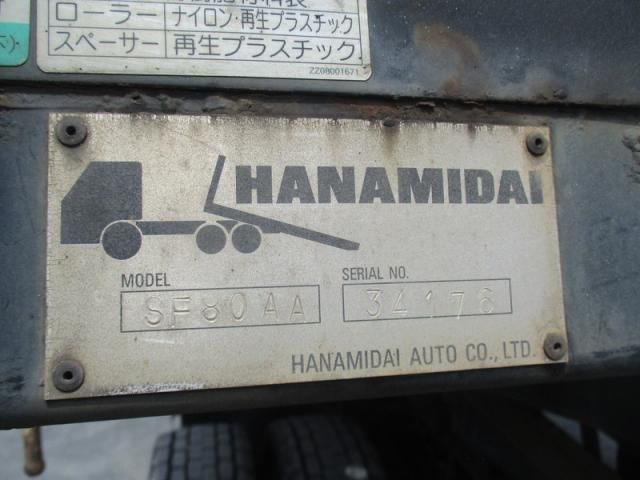 ローラー ナイロン・再生プラスチック
スペーサー 再生プラスチック
ZZ08001671
HANAMIDAI
MODEL
SF80AA
SERIAL NO.
34176
HANAMIDAI AUTO CO., LTD.